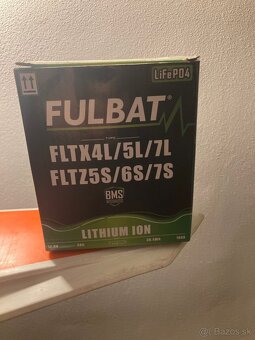 LiFePO4
FULBAT
FLTX4L/5L/7L
FLTZ5S/6S/7S
BMS
LITHIUM ION
bazos.sk